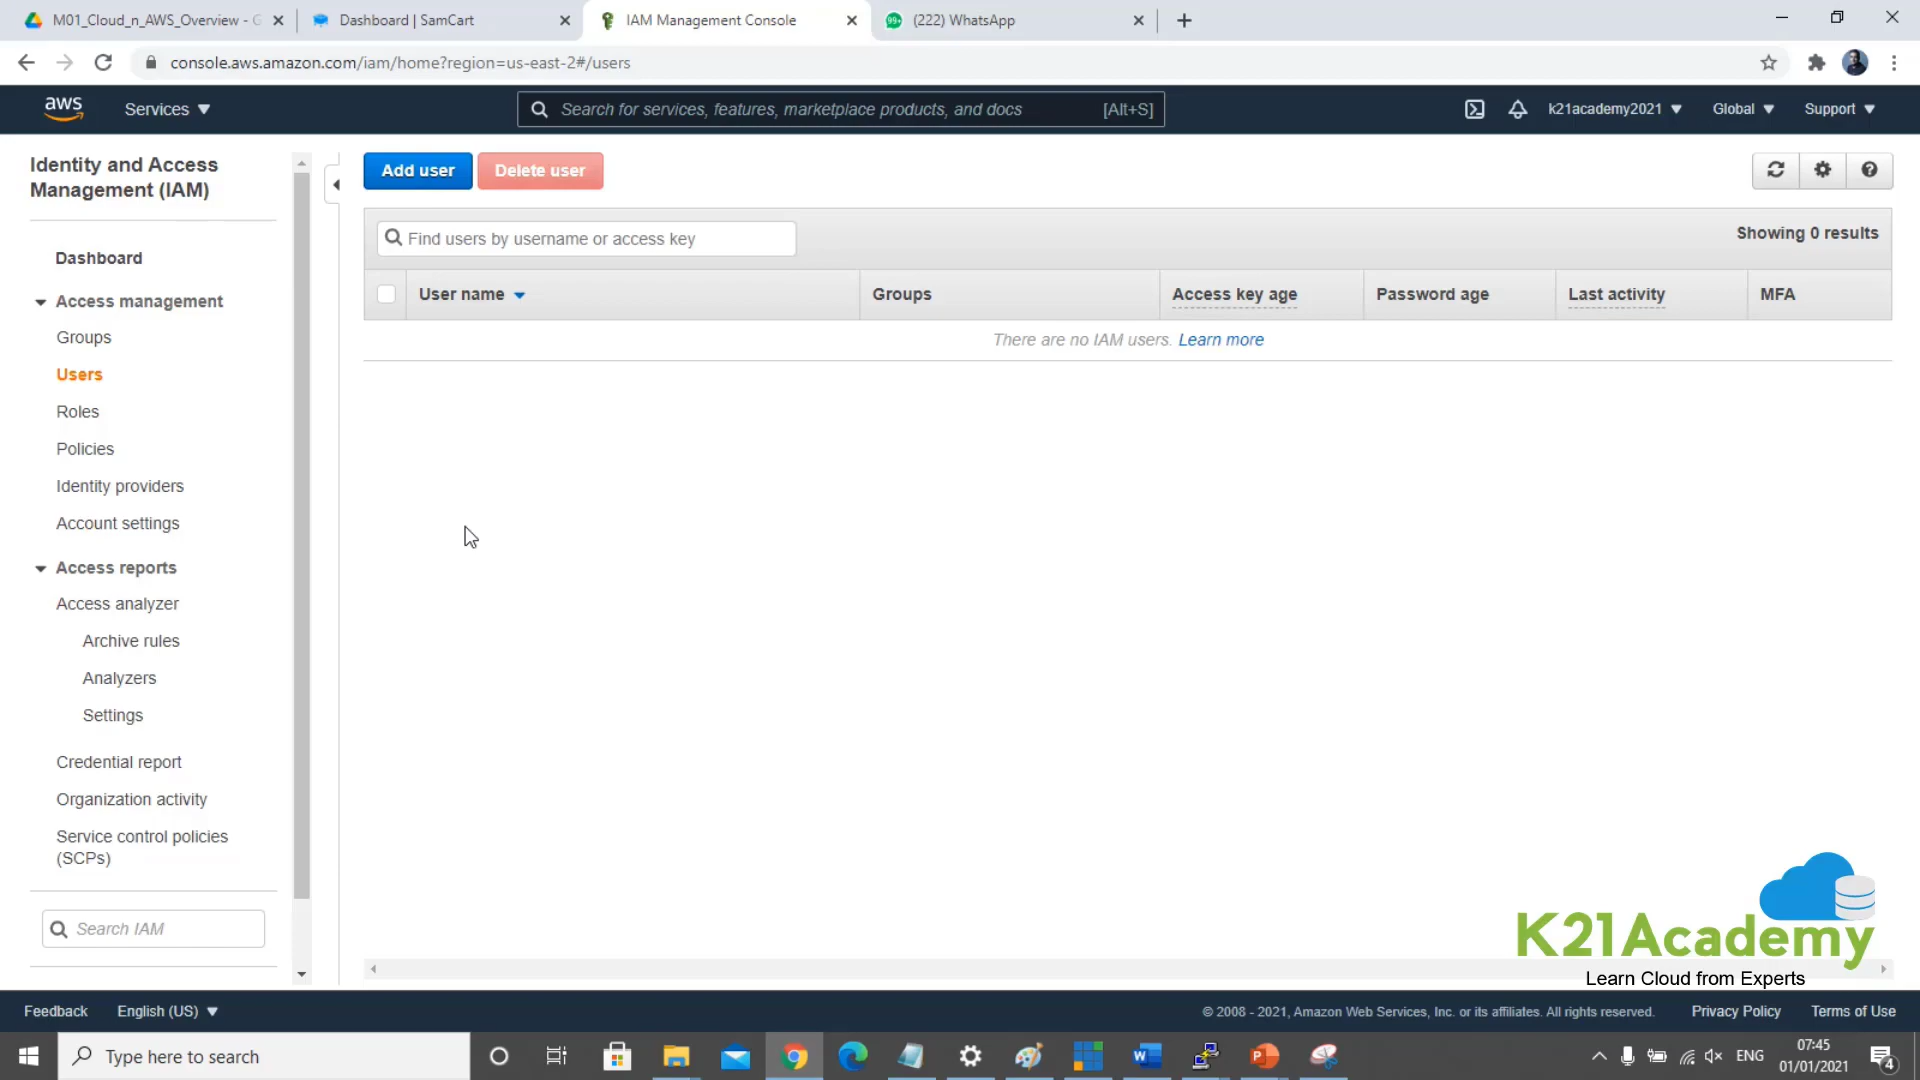 M01_Cloud_n_AWS_Overview - G
Dashboard | SamCart
IAM Management Console
99+
(222) WhatsApp
console.aws.amazon.com/iam/home?region=us-east-2#/users
aws
Services
Search for services, features, marketplace products, and docs [Alt+S]
k21academy2021
Global
Support
Identity and Access
Management (IAM)
Dashboard
Access management
Groups
Users
Roles
Policies
Identity providers
Account settings
Access reports
Access analyzer
Archive rules
Analyzers
Settings
Credential report
Organization activity
Service control policies
(SCPs)
Search IAM
Add user
Delete user
Find users by username or access key
Showing 0 results
User name
Groups
Access key age
Password age
Last activity
MFA
There are no IAM users. Learn more
K21Academy
Learn Cloud from Experts
Feedback
English (US)
© 2008 - 2021, Amazon Web Services, Inc. or its affiliates. All rights reserved.
Privacy Policy
Terms of Use
Type here to search
ENG
07:45
01/01/2021
4